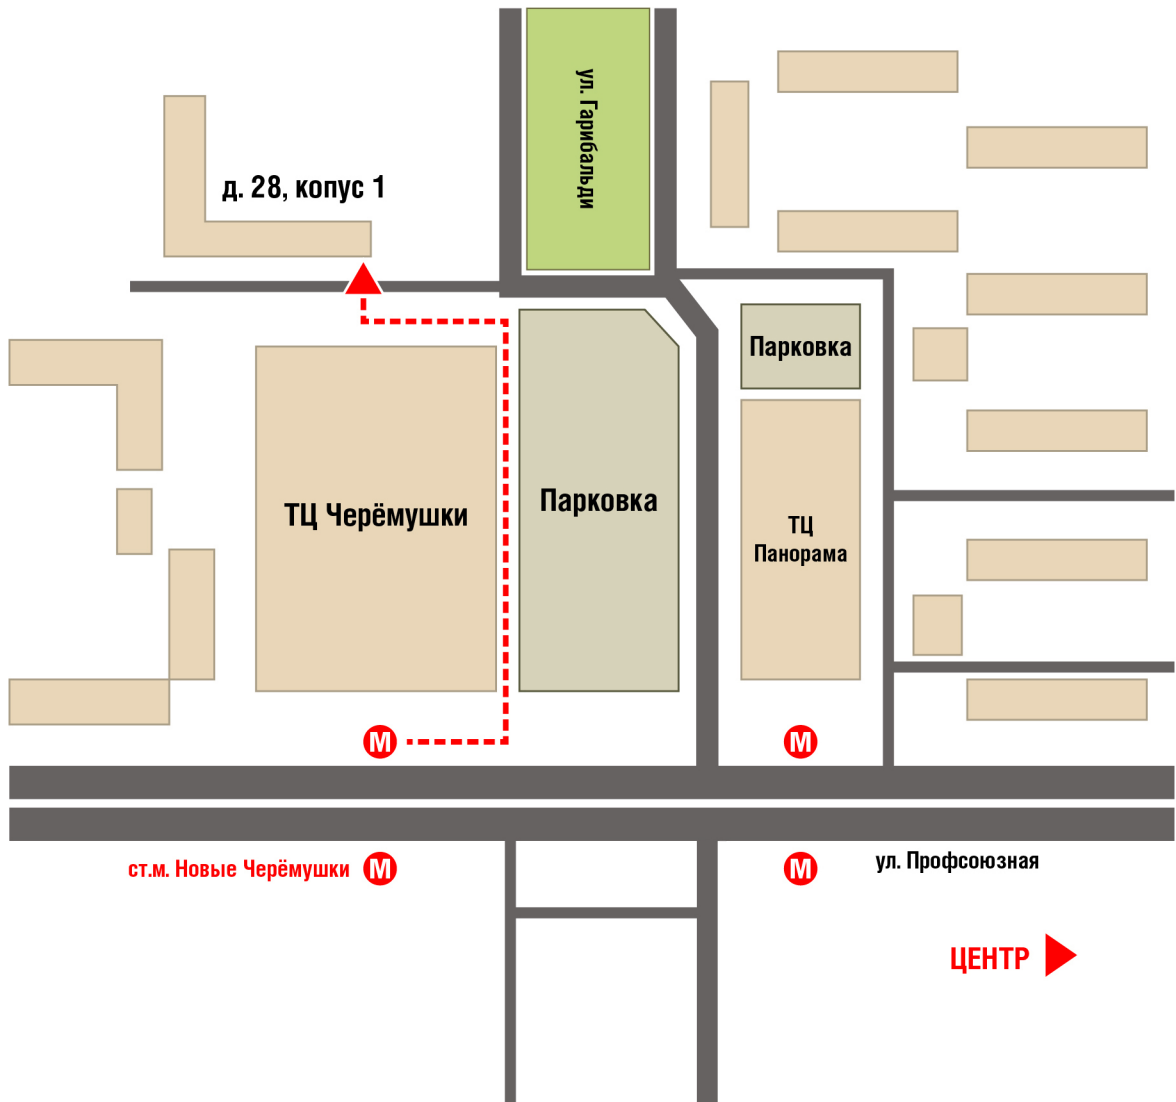 ул. Гарибальди
д. 28, копус 1
Парковка
ТЦ Черёмушки
Парковка
ТЦ
Панорама
М
М
ст.м. Новые Черёмушки
М
М
ул. Профсоюзная
ЦЕНТР